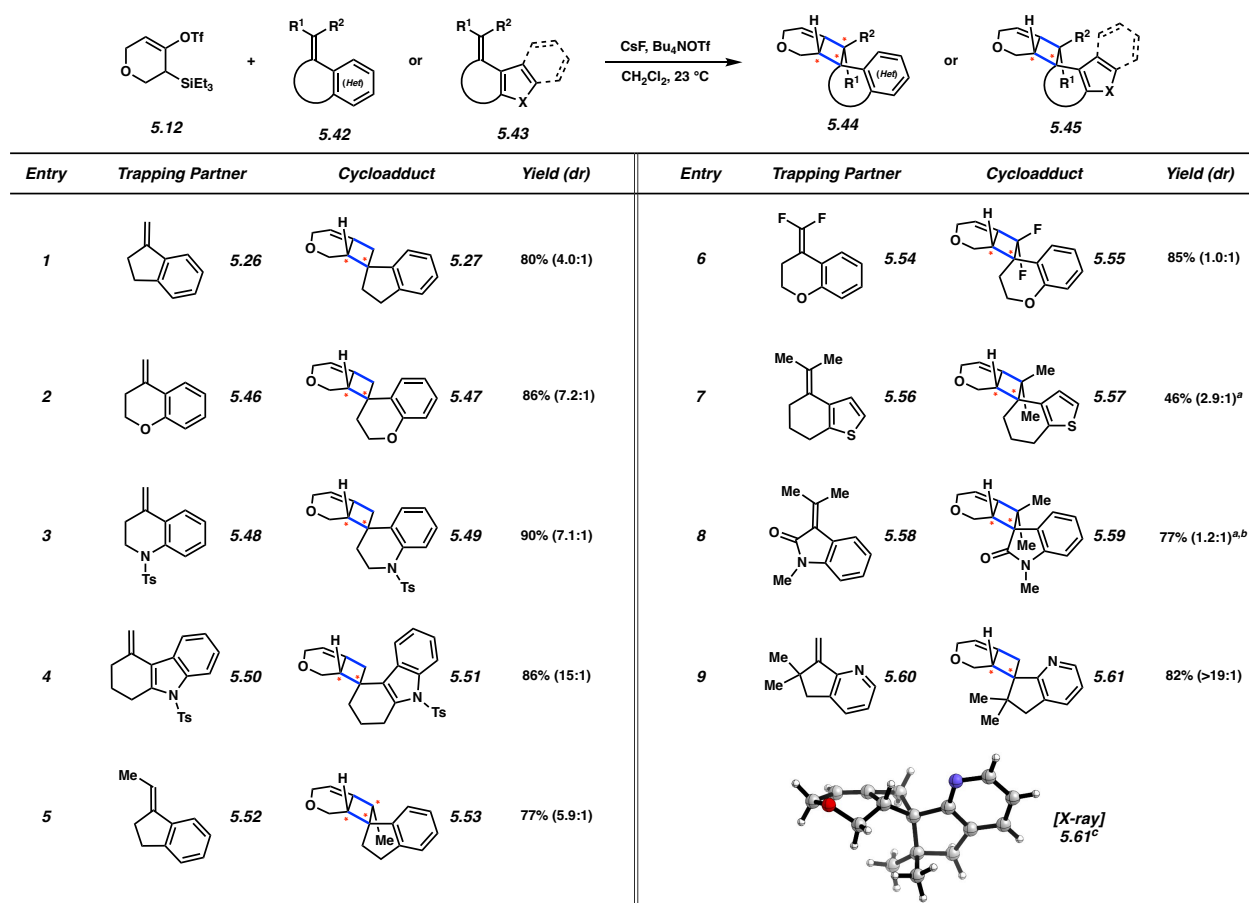 H
R1 R2
R1 R2
OTf
O
SiEt3
+
(Het)
or
X
CsF, Bu4NOTf
CH2Cl2, 23 °C
H
O
*
R2
*
*
R1
(Het)
or
H
O
*
R2
*
*
R1
X
5.12
5.42
5.43
5.44
5.45
Entry Trapping Partner Cycloadduct Yield (dr)
1 5.26 H O * * 5.27 80% (4.0:1)
2 O 5.46 H O * * O 5.47 86% (7.2:1)
3 N Ts 5.48 H O * * N Ts 5.49 90% (7.1:1)
4 N Ts 5.50 H O * * N Ts 5.51 86% (15:1)
5 Me 5.52 H O * * * Me 5.53 77% (5.9:1)
Entry Trapping Partner Cycloadduct Yield (dr)
6 F F O 5.54 H O * * F F O 5.55 85% (1.0:1)
7 Me Me S 5.56 H O * * Me Me S 5.57 46% (2.9:1)a
8 Me Me O N Me 5.58 H O * * Me Me O N Me 5.59 77% (1.2:1)a,b
9 Me Me N 5.60 H O * * N Me Me 5.61 82% (>19:1)
[X-ray]
5.61c